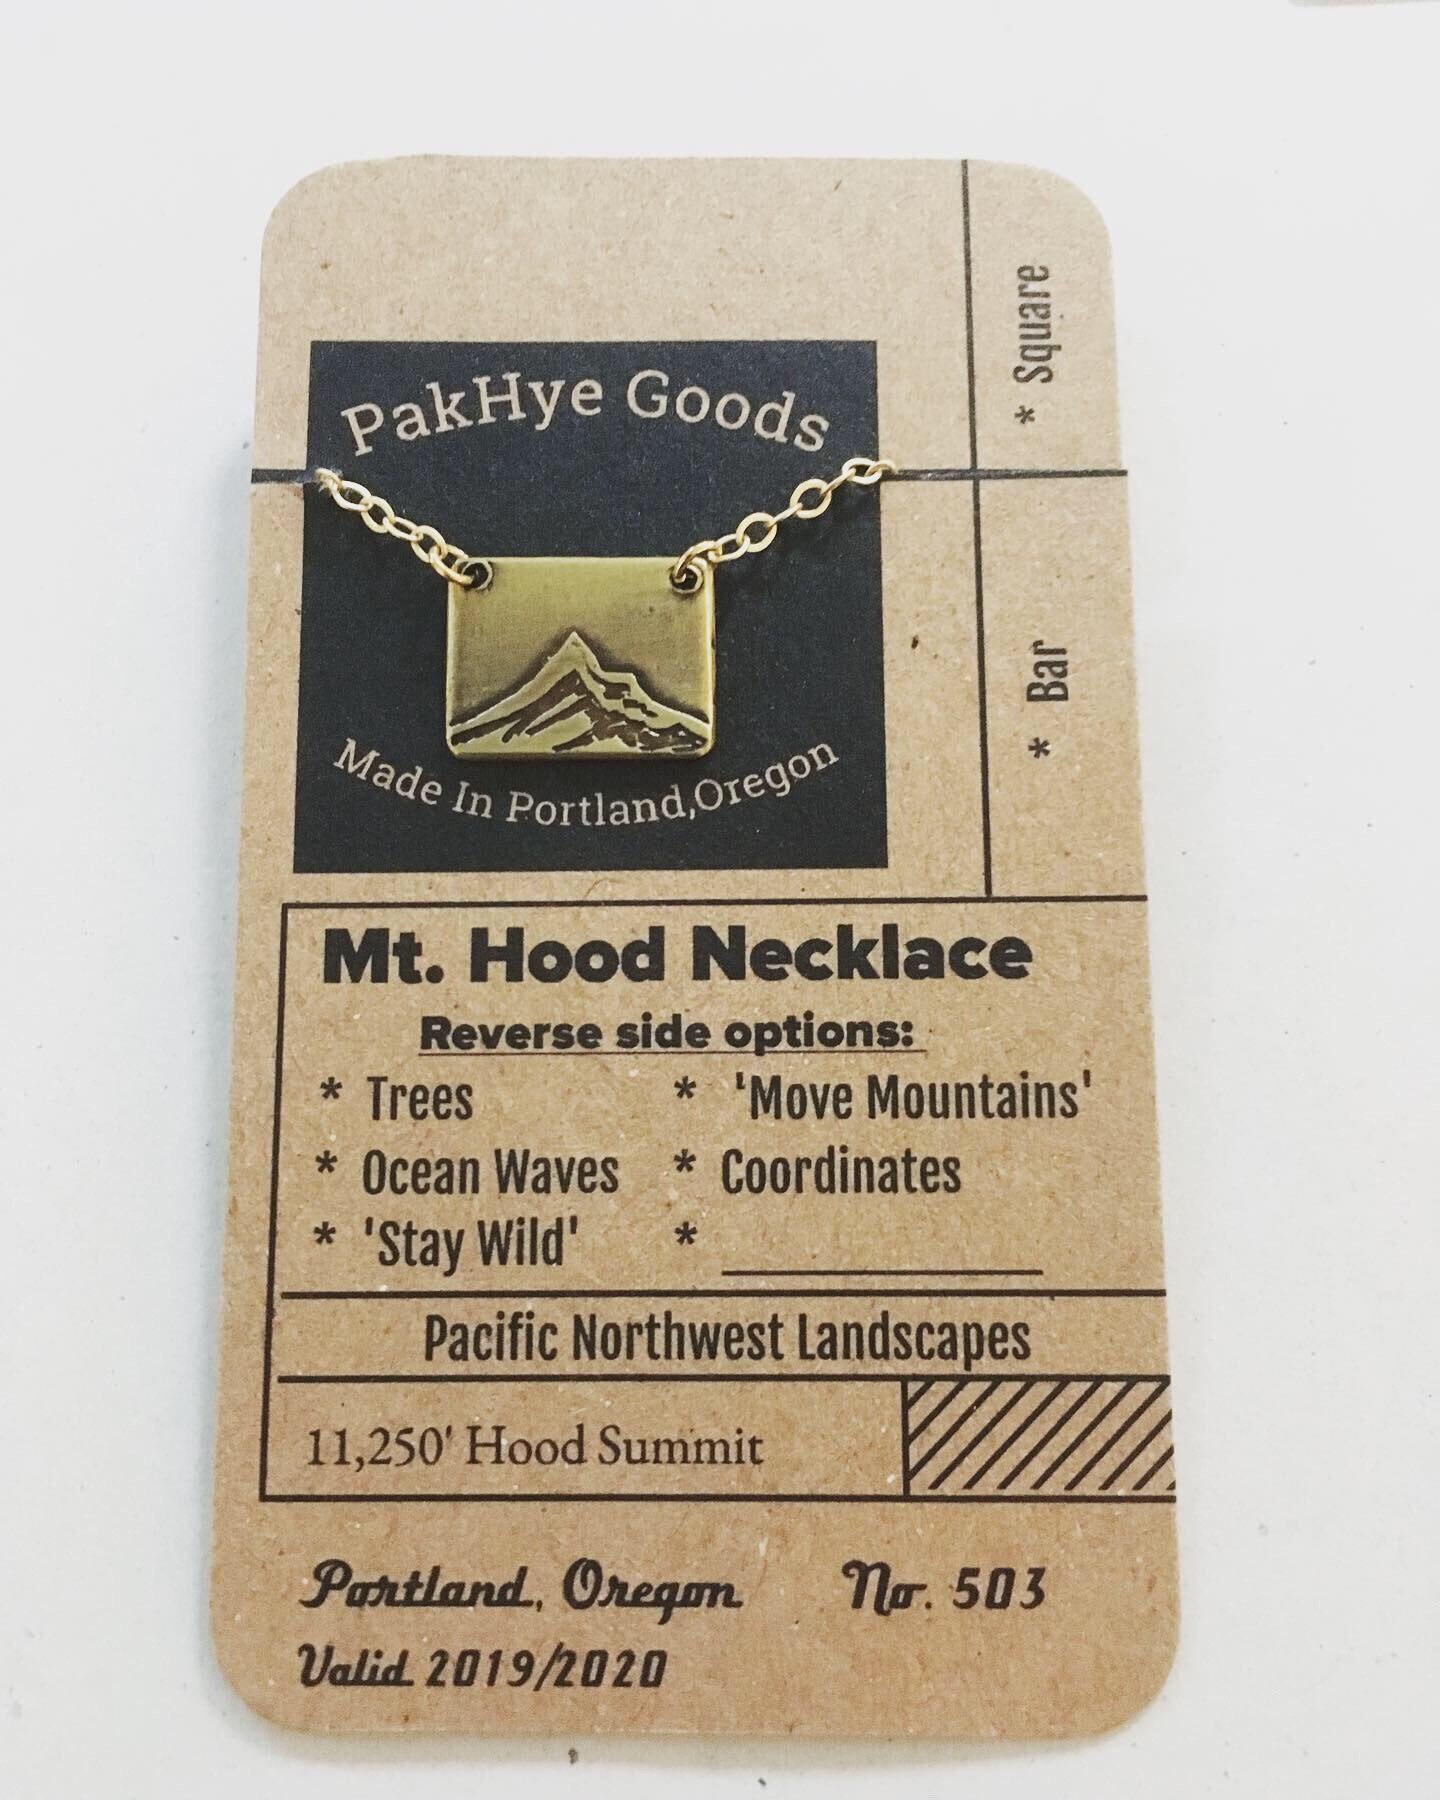 PakHye Goods
Made In Portland,Oregon
* Square
* Bar
Mt. Hood Necklace
Reverse side options:
* Trees * 'Move Mountains'
* Ocean Waves * Coordinates
* 'Stay Wild' * ____________
Pacific Northwest Landscapes
11,250' Hood Summit
Portland, Oregon No. 503
Valid 2019/2020